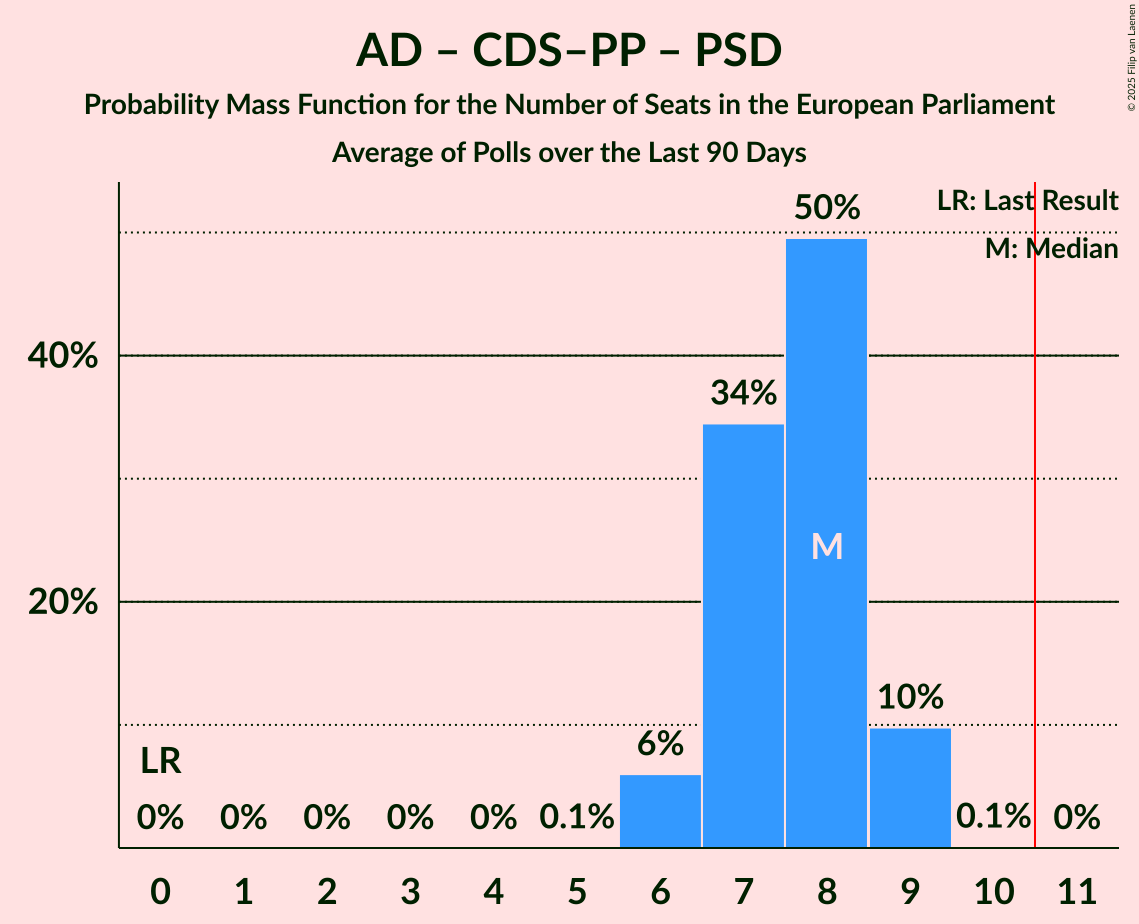 AD – CDS–PP – PSD
Probability Mass Function for the Number of Seats in the European Parliament
Average of Polls over the Last 90 Days
© 2025 Filip van Laenen
LR: Last Result
M: Median
50%
40%
34%
M
20%
10%
6%
LR
0% 0% 0% 0% 0% 0.1% 0.1% 0%
0 1 2 3 4 5 6 7 8 9 10 11